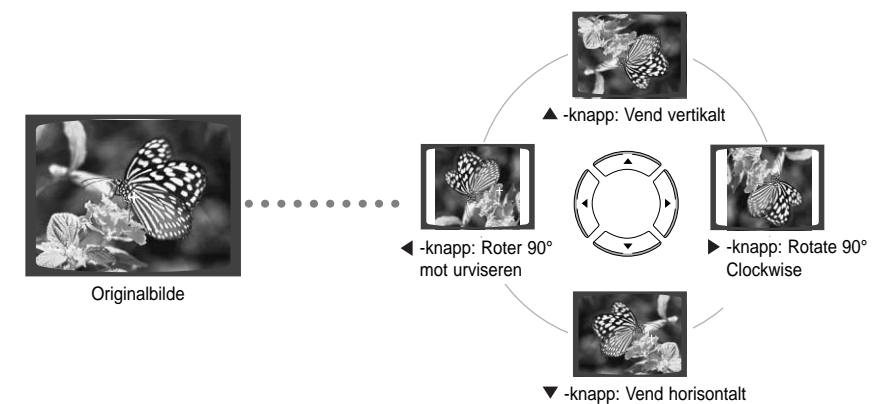 ▲ -knapp: Vend vertikalt
◀ -knapp: Roter 90°
mot urviseren
▶ -knapp: Rotate 90°
Clockwise
Originalbilde
▼ -knapp: Vend horisontalt